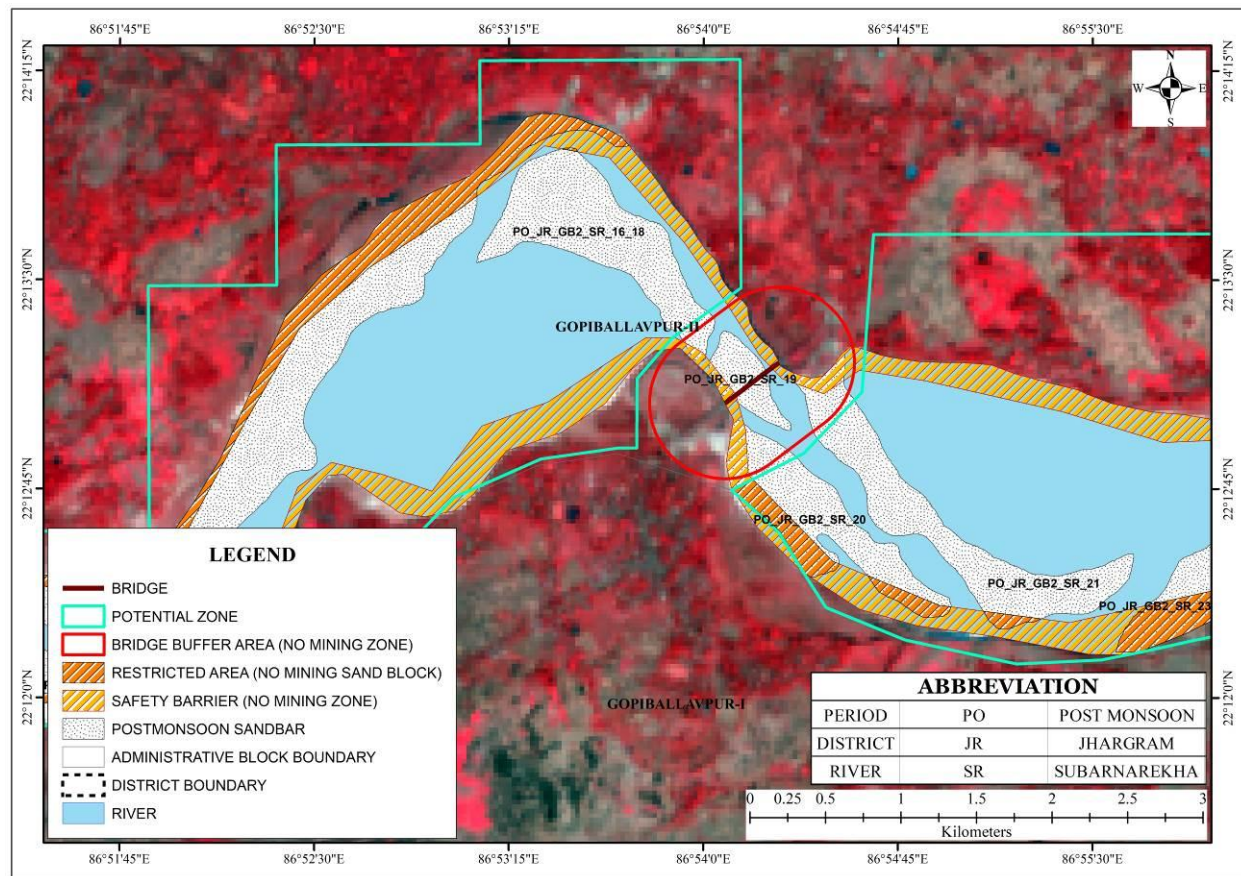 86°51'45"E 86°52'30"E 86°53'15"E 86°54'0"E 86°54'45"E 86°55'30"E
22°14'15"N 22°14'15"N
N
W E
S
PO_JR_GB2_SR_16_18
22°13'30"N 22°13'30"N
GOPIBALLAVPUR-II
PO_JR_GB2_SR_19
22°12'45"N 22°12'45"N
PO_JR_GB2_SR_20
PO_JR_GB2_SR_21
PO_JR_GB2_SR_23
GOPIBALLAVPUR-I
22°12'0"N 22°12'0"N
LEGEND
BRIDGE
POTENTIAL ZONE
BRIDGE BUFFER AREA (NO MINING ZONE)
RESTRICTED AREA (NO MINING SAND BLOCK)
SAFETY BARRIER (NO MINING ZONE)
POSTMONSOON SANDBAR
ADMINISTRATIVE BLOCK BOUNDARY
DISTRICT BOUNDARY
RIVER
ABBREVIATION
PERIOD PO POST MONSOON
DISTRICT JR JHARGRAM
RIVER SR SUBARNAREKHA
0 0.25 0.5 1 1.5 2 2.5 3
Kilometers
86°51'45"E 86°52'30"E 86°53'15"E 86°54'0"E 86°54'45"E 86°55'30"E